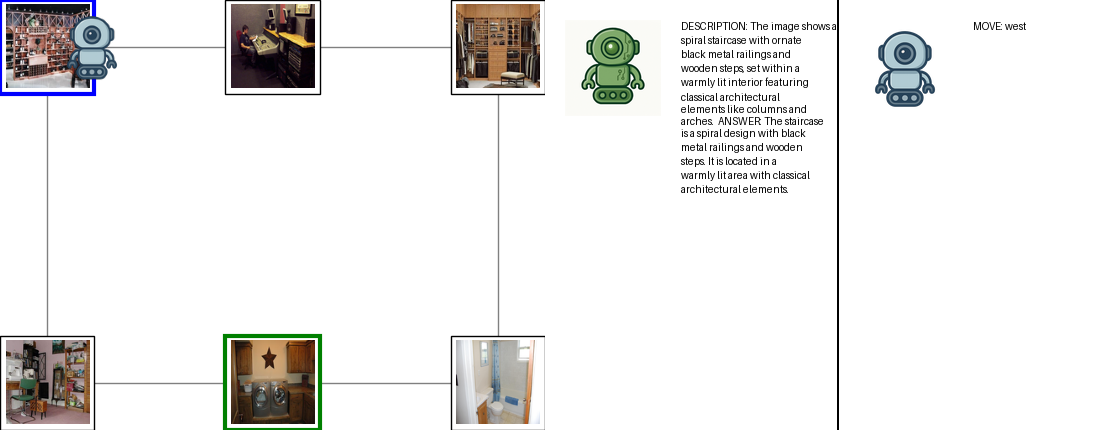 DESCRIPTION: The image shows a
spiral staircase with ornate
black metal railings and
wooden steps, set within a
warmly lit interior featuring
classical architectural
elements like columns and
arches.  ANSWER: The staircase
is a spiral design with black
metal railings and wooden
steps. It is located in a
warmly lit area with classical
architectural elements.
MOVE: west